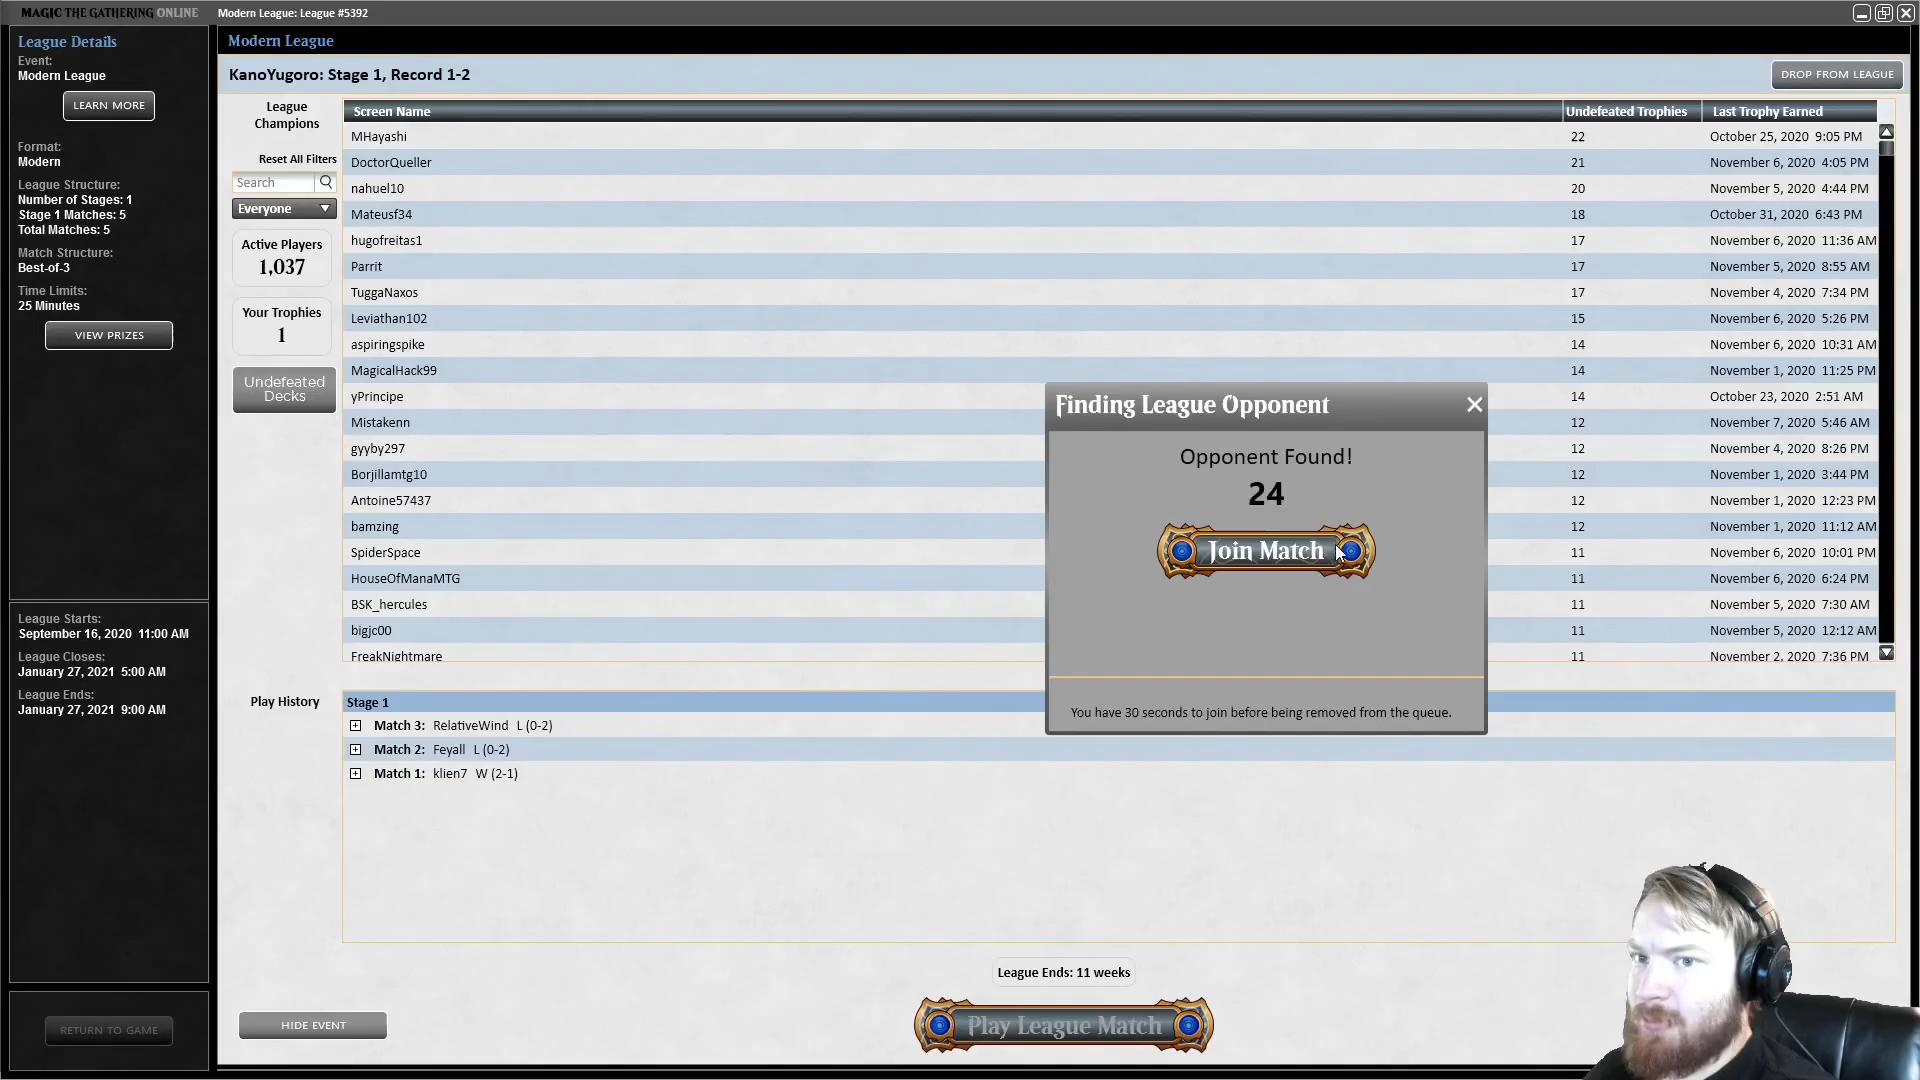 MAGIC THE GATHERING ONLINE
Modern League: League #5392
League Details
Event:
Modern League
LEARN MORE
Format:
Modern
League Structure:
Number of Stages: 1
Stage 1 Matches: 5
Total Matches: 5
Match Structure:
Best-of-3
Time Limits:
25 Minutes
VIEW PRIZES
League Starts:
September 16, 2020 11:00 AM
League Closes:
January 27, 2021 5:00 AM
League Ends:
January 27, 2021 9:00 AM
RETURN TO GAME
Modern League
KanoYugoro: Stage 1, Record 1-2
DROP FROM LEAGUE
League
Champions
Reset All Filters
Search
Everyone
Active Players
1,037
Your Trophies
1
Undefeated
Decks
Screen Name Undefeated Trophies Last Trophy Earned
MHayashi 22 October 25, 2020 9:05 PM
DoctorQueller 21 November 6, 2020 4:05 PM
nahuel10 20 November 5, 2020 4:44 PM
Mateusf34 18 October 31, 2020 6:43 PM
hugofreitas1 17 November 6, 2020 11:36 AM
Parrit 17 November 5, 2020 8:55 AM
TuggaNaxos 17 November 4, 2020 7:34 PM
Leviathan102 15 November 6, 2020 5:26 PM
aspiringspike 14 November 6, 2020 10:31 AM
MagicalHack99 14 November 1, 2020 11:25 PM
yPrincipe 14 October 23, 2020 2:51 AM
Mistakenn 12 November 7, 2020 5:46 AM
gyyby297 12 November 4, 2020 8:26 PM
Borjillamtg10 12 November 1, 2020 3:44 PM
Antoine57437 12 November 1, 2020 12:23 PM
bamzing 12 November 1, 2020 11:12 AM
SpiderSpace 11 November 6, 2020 10:01 PM
HouseOfManaMTG 11 November 6, 2020 6:24 PM
BSK_hercules 11 November 5, 2020 7:30 AM
bigjc00 11 November 5, 2020 12:12 AM
FreakNightmare 11 November 2, 2020 7:36 PM
Finding League Opponent
Opponent Found!
24
Join Match
You have 30 seconds to join before being removed from the queue.
Play History
Stage 1
Match 3: RelativeWind L (0-2)
Match 2: Feyall L (0-2)
Match 1: klien7 W (2-1)
League Ends: 11 weeks
HIDE EVENT
Play League Match